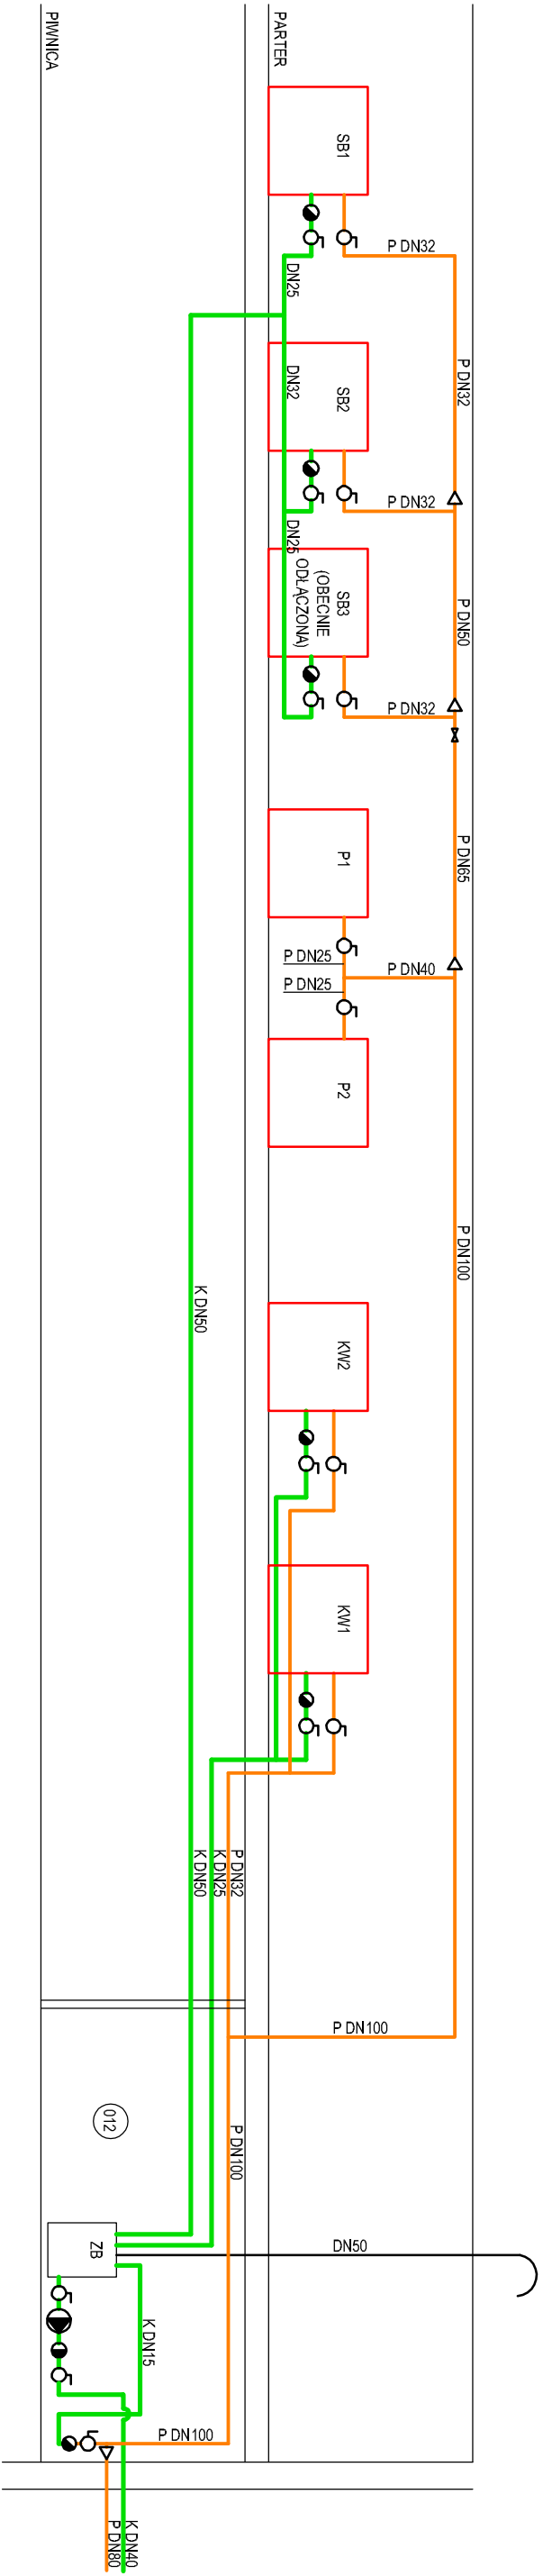 PIWNICA
PARTER
SB1
P DN32
DN25
P DN32
SB2
DN32
P DN32
DN25
SB3
(OBECNIE
ODŁĄCZONA)
P DN50
P DN32
P1
P DN65
P DN25
P DN40
P DN25
P2
P DN100
K DN50
KW2
KW1
P DN32
K DN25
K DN50
P DN100
012
P DN100
ZB
DN50
K DN15
P DN100
K DN40
P DN80